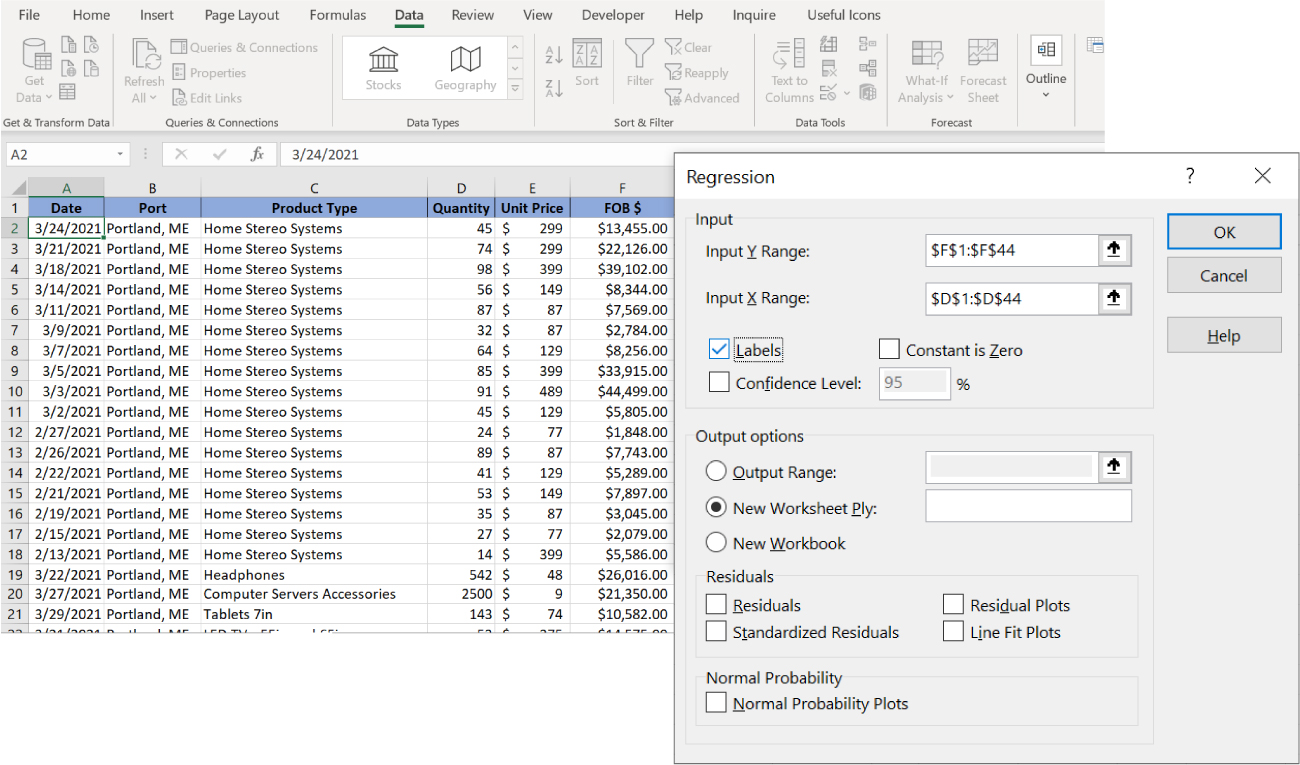 File Home Insert Page Layout Formulas Data Review View Developer Help Inquire Useful Icons
Get Data
Refresh All
Queries & Connections
Properties
Edit Links
Stocks
Geography
Sort
Filter
Clear
Reapply
Advanced
Text to Columns
What-If Analysis
Forecast Sheet
Outline
Get & Transform Data Queries & Connections Data Types Sort & Filter Data Tools Forecast
A2 fx 3/24/2021
A B C D E F
1 Date Port Product Type Quantity Unit Price FOB $
2 3/24/2021 Portland, ME Home Stereo Systems 45 $ 299 $13,455.00
3 3/21/2021 Portland, ME Home Stereo Systems 74 $ 299 $22,126.00
4 3/18/2021 Portland, ME Home Stereo Systems 98 $ 399 $39,102.00
5 3/14/2021 Portland, ME Home Stereo Systems 56 $ 149 $8,344.00
6 3/11/2021 Portland, ME Home Stereo Systems 87 $ 87 $7,569.00
7 3/9/2021 Portland, ME Home Stereo Systems 32 $ 87 $2,784.00
8 3/7/2021 Portland, ME Home Stereo Systems 64 $ 129 $8,256.00
9 3/5/2021 Portland, ME Home Stereo Systems 85 $ 399 $33,915.00
10 3/3/2021 Portland, ME Home Stereo Systems 91 $ 489 $44,499.00
11 3/2/2021 Portland, ME Home Stereo Systems 45 $ 129 $5,805.00
12 2/27/2021 Portland, ME Home Stereo Systems 24 $ 77 $1,848.00
13 2/26/2021 Portland, ME Home Stereo Systems 89 $ 87 $7,743.00
14 2/22/2021 Portland, ME Home Stereo Systems 41 $ 129 $5,289.00
15 2/21/2021 Portland, ME Home Stereo Systems 53 $ 149 $7,897.00
16 2/19/2021 Portland, ME Home Stereo Systems 35 $ 87 $3,045.00
17 2/15/2021 Portland, ME Home Stereo Systems 27 $ 77 $2,079.00
18 2/13/2021 Portland, ME Home Stereo Systems 14 $ 399 $5,586.00
19 3/22/2021 Portland, ME Headphones 542 $ 48 $26,016.00
20 3/27/2021 Portland, ME Computer Servers Accessories 2500 $ 9 $21,350.00
21 3/29/2021 Portland, ME Tablets 7in 143 $ 74 $10,582.00
Regression ?
Input
Input Y Range: $F$1:$F$44
Input X Range: $D$1:$D$44
Labels Constant is Zero
Confidence Level: 95 %
Output options
Output Range:
New Worksheet Ply:
New Workbook
Residuals
Residuals Residual Plots
Standardized Residuals Line Fit Plots
Normal Probability
Normal Probability Plots
OK
Cancel
Help